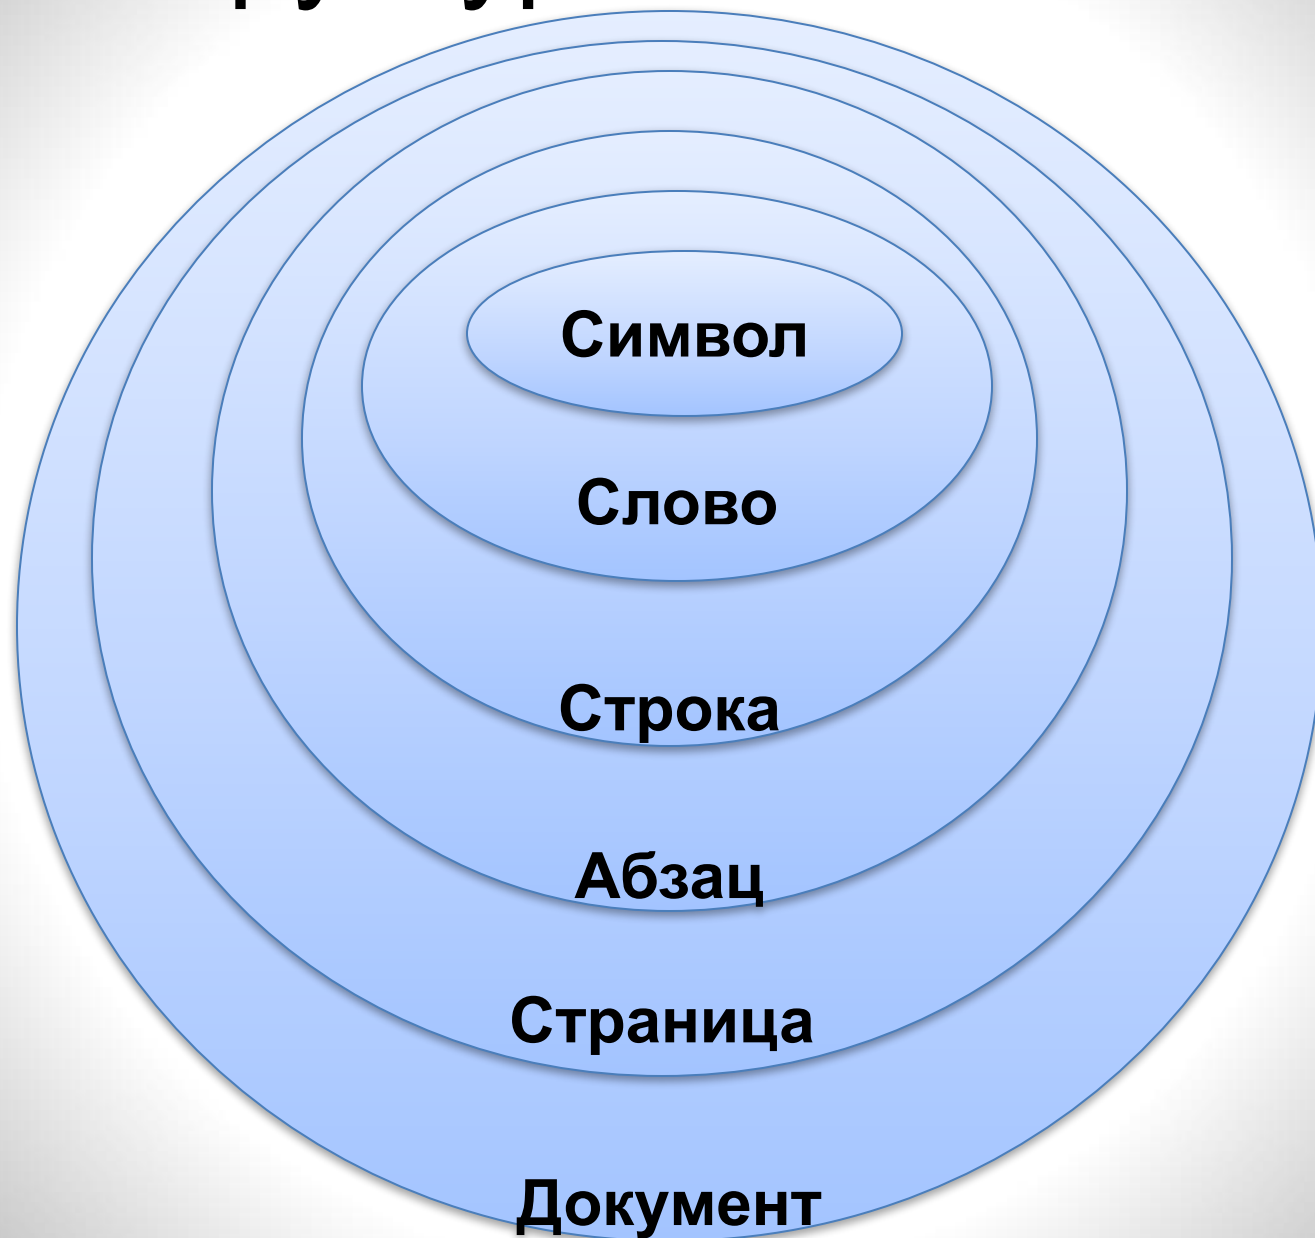 Символ
Слово
Строка
Абзац
Страница
Документ